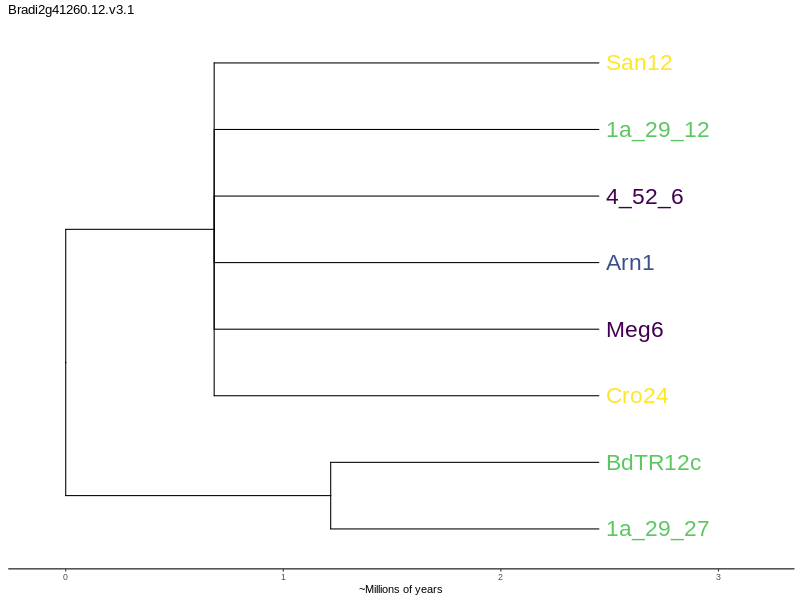 Bradi2g41260.12.v3.1
San12
1a_29_12
4_52_6
Arn1
Meg6
Cro24
BdTR12c
1a_29_27
0 1 2 3
~Millions of years